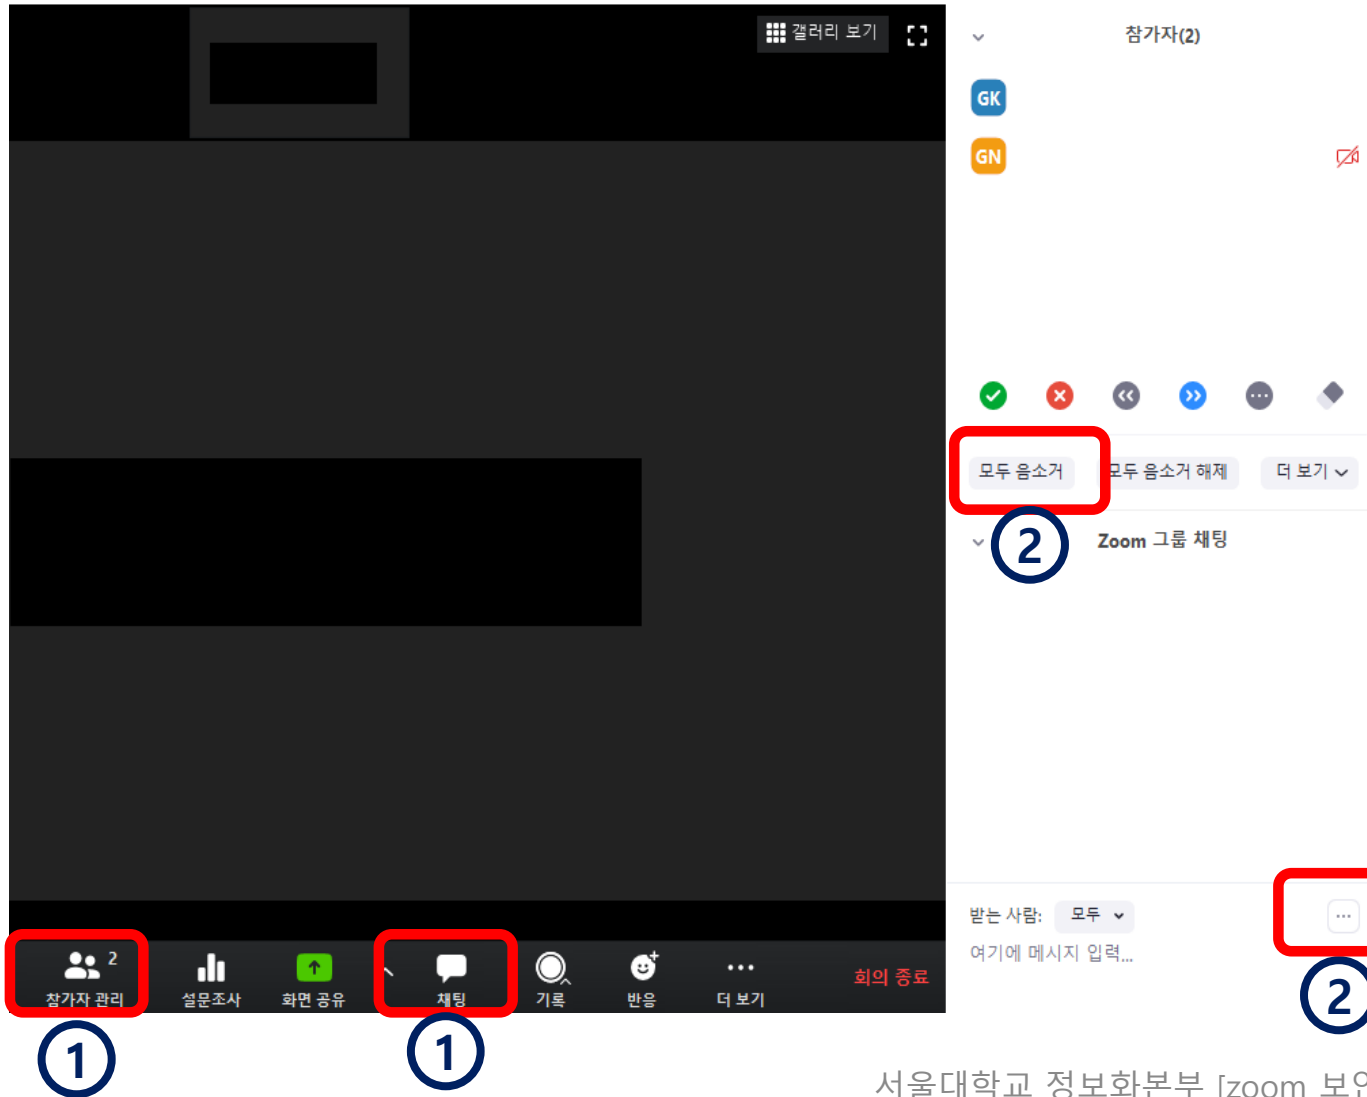 갤러리 보기
참가자(2)
GK
GN
모두 음소거
모두 음소거 해제
더 보기
2
Zoom 그룹 채팅
받는 사람: 모두
여기에 메시지 입력...
2
참가자 관리
설문조사
화면 공유
채팅
기록
반응
더 보기
회의 종료
2
1
1
서울대학교 정보화본부 [zoom 보안